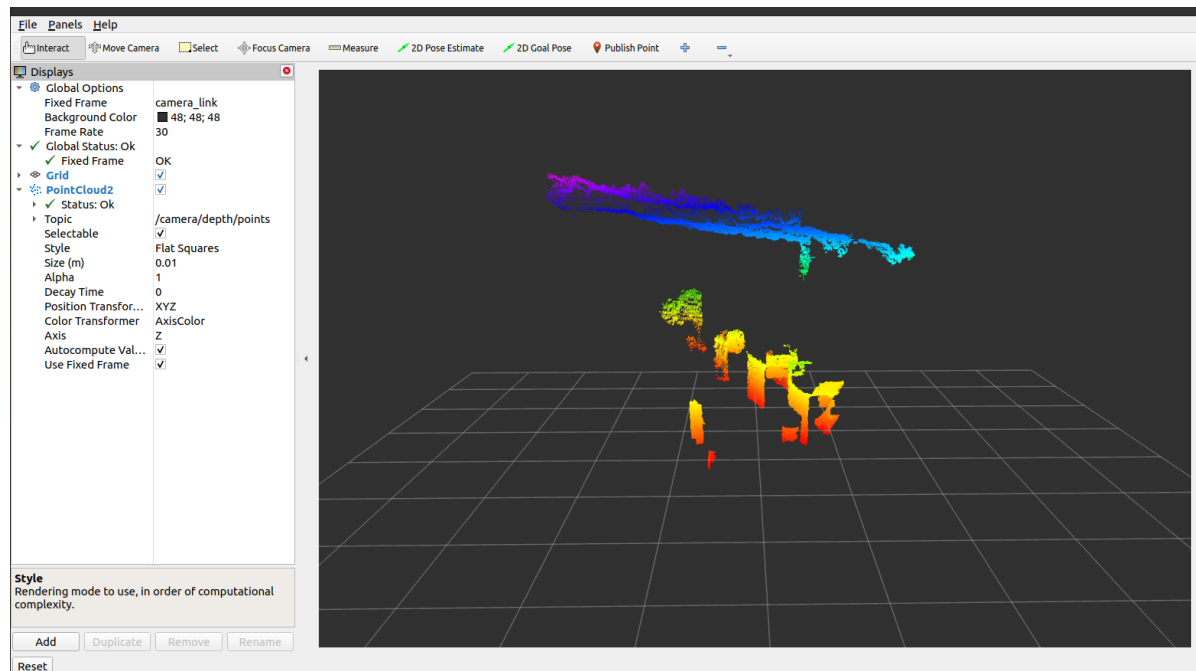 File Panels Help
Interact Move Camera Select Focus Camera Measure 2D Pose Estimate 2D Goal Pose Publish Point
Displays
Global Options
Fixed Frame camera_link
Background Color 48; 48; 48
Frame Rate 30
Global Status: Ok
Fixed Frame OK
Grid
PointCloud2
Status: Ok
Topic /camera/depth/points
Selectable
Style Flat Squares
Size (m) 0.01
Alpha 1
Decay Time 0
Position Transfor... XYZ
Color Transformer AxisColor
Axis Z
Autocompute Val...
Use Fixed Frame
Style
Rendering mode to use, in order of computational
complexity.
Add Duplicate Remove Rename
Reset